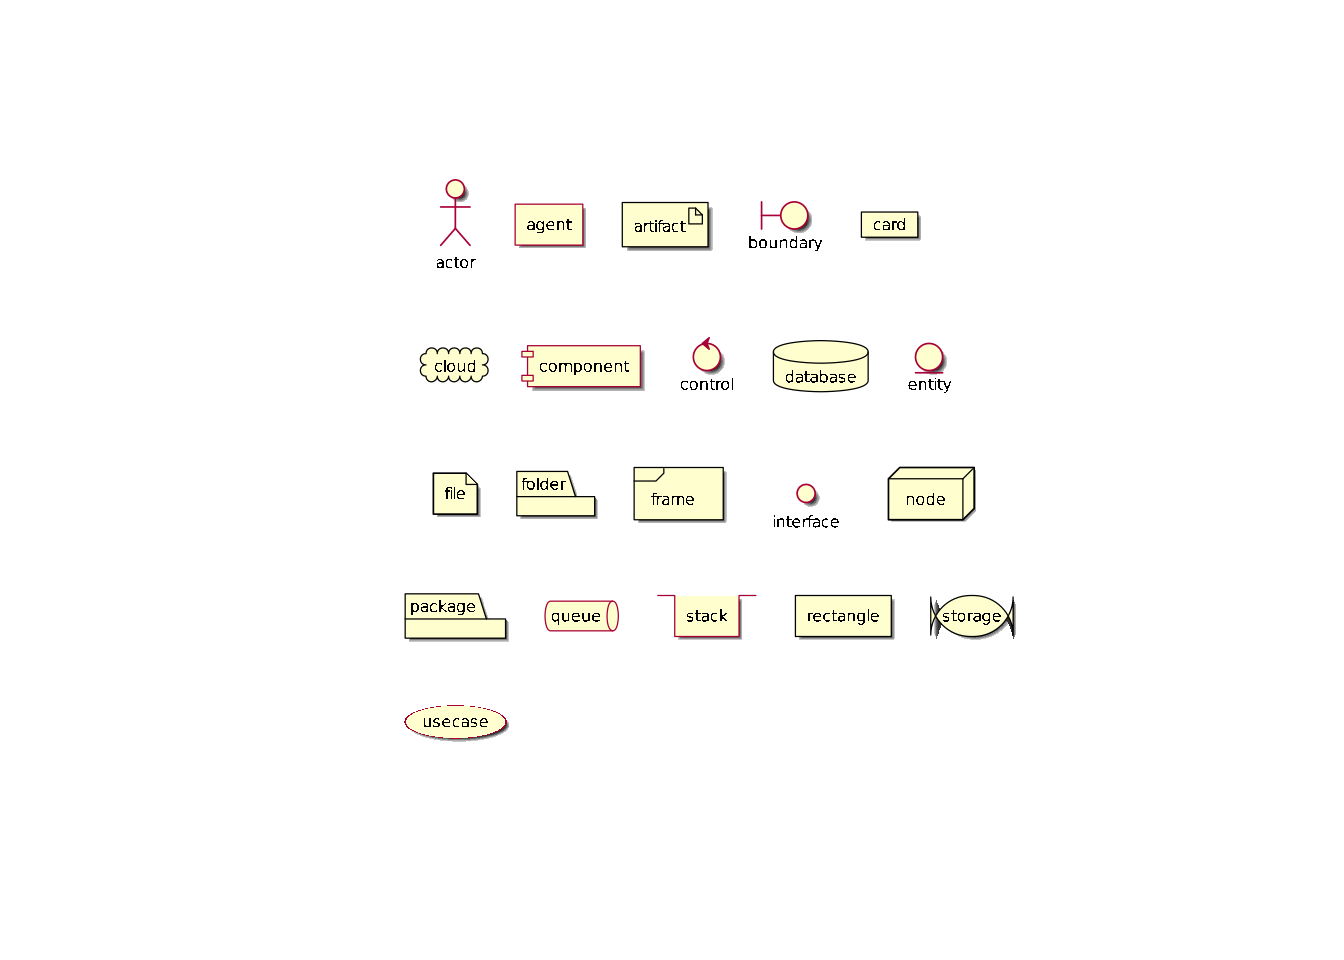 actor
agent
artifact
boundary
card
cloud
component
control
database
entity
file
folder
frame
interface
node
package
queue
stack
rectangle
storage
usecase